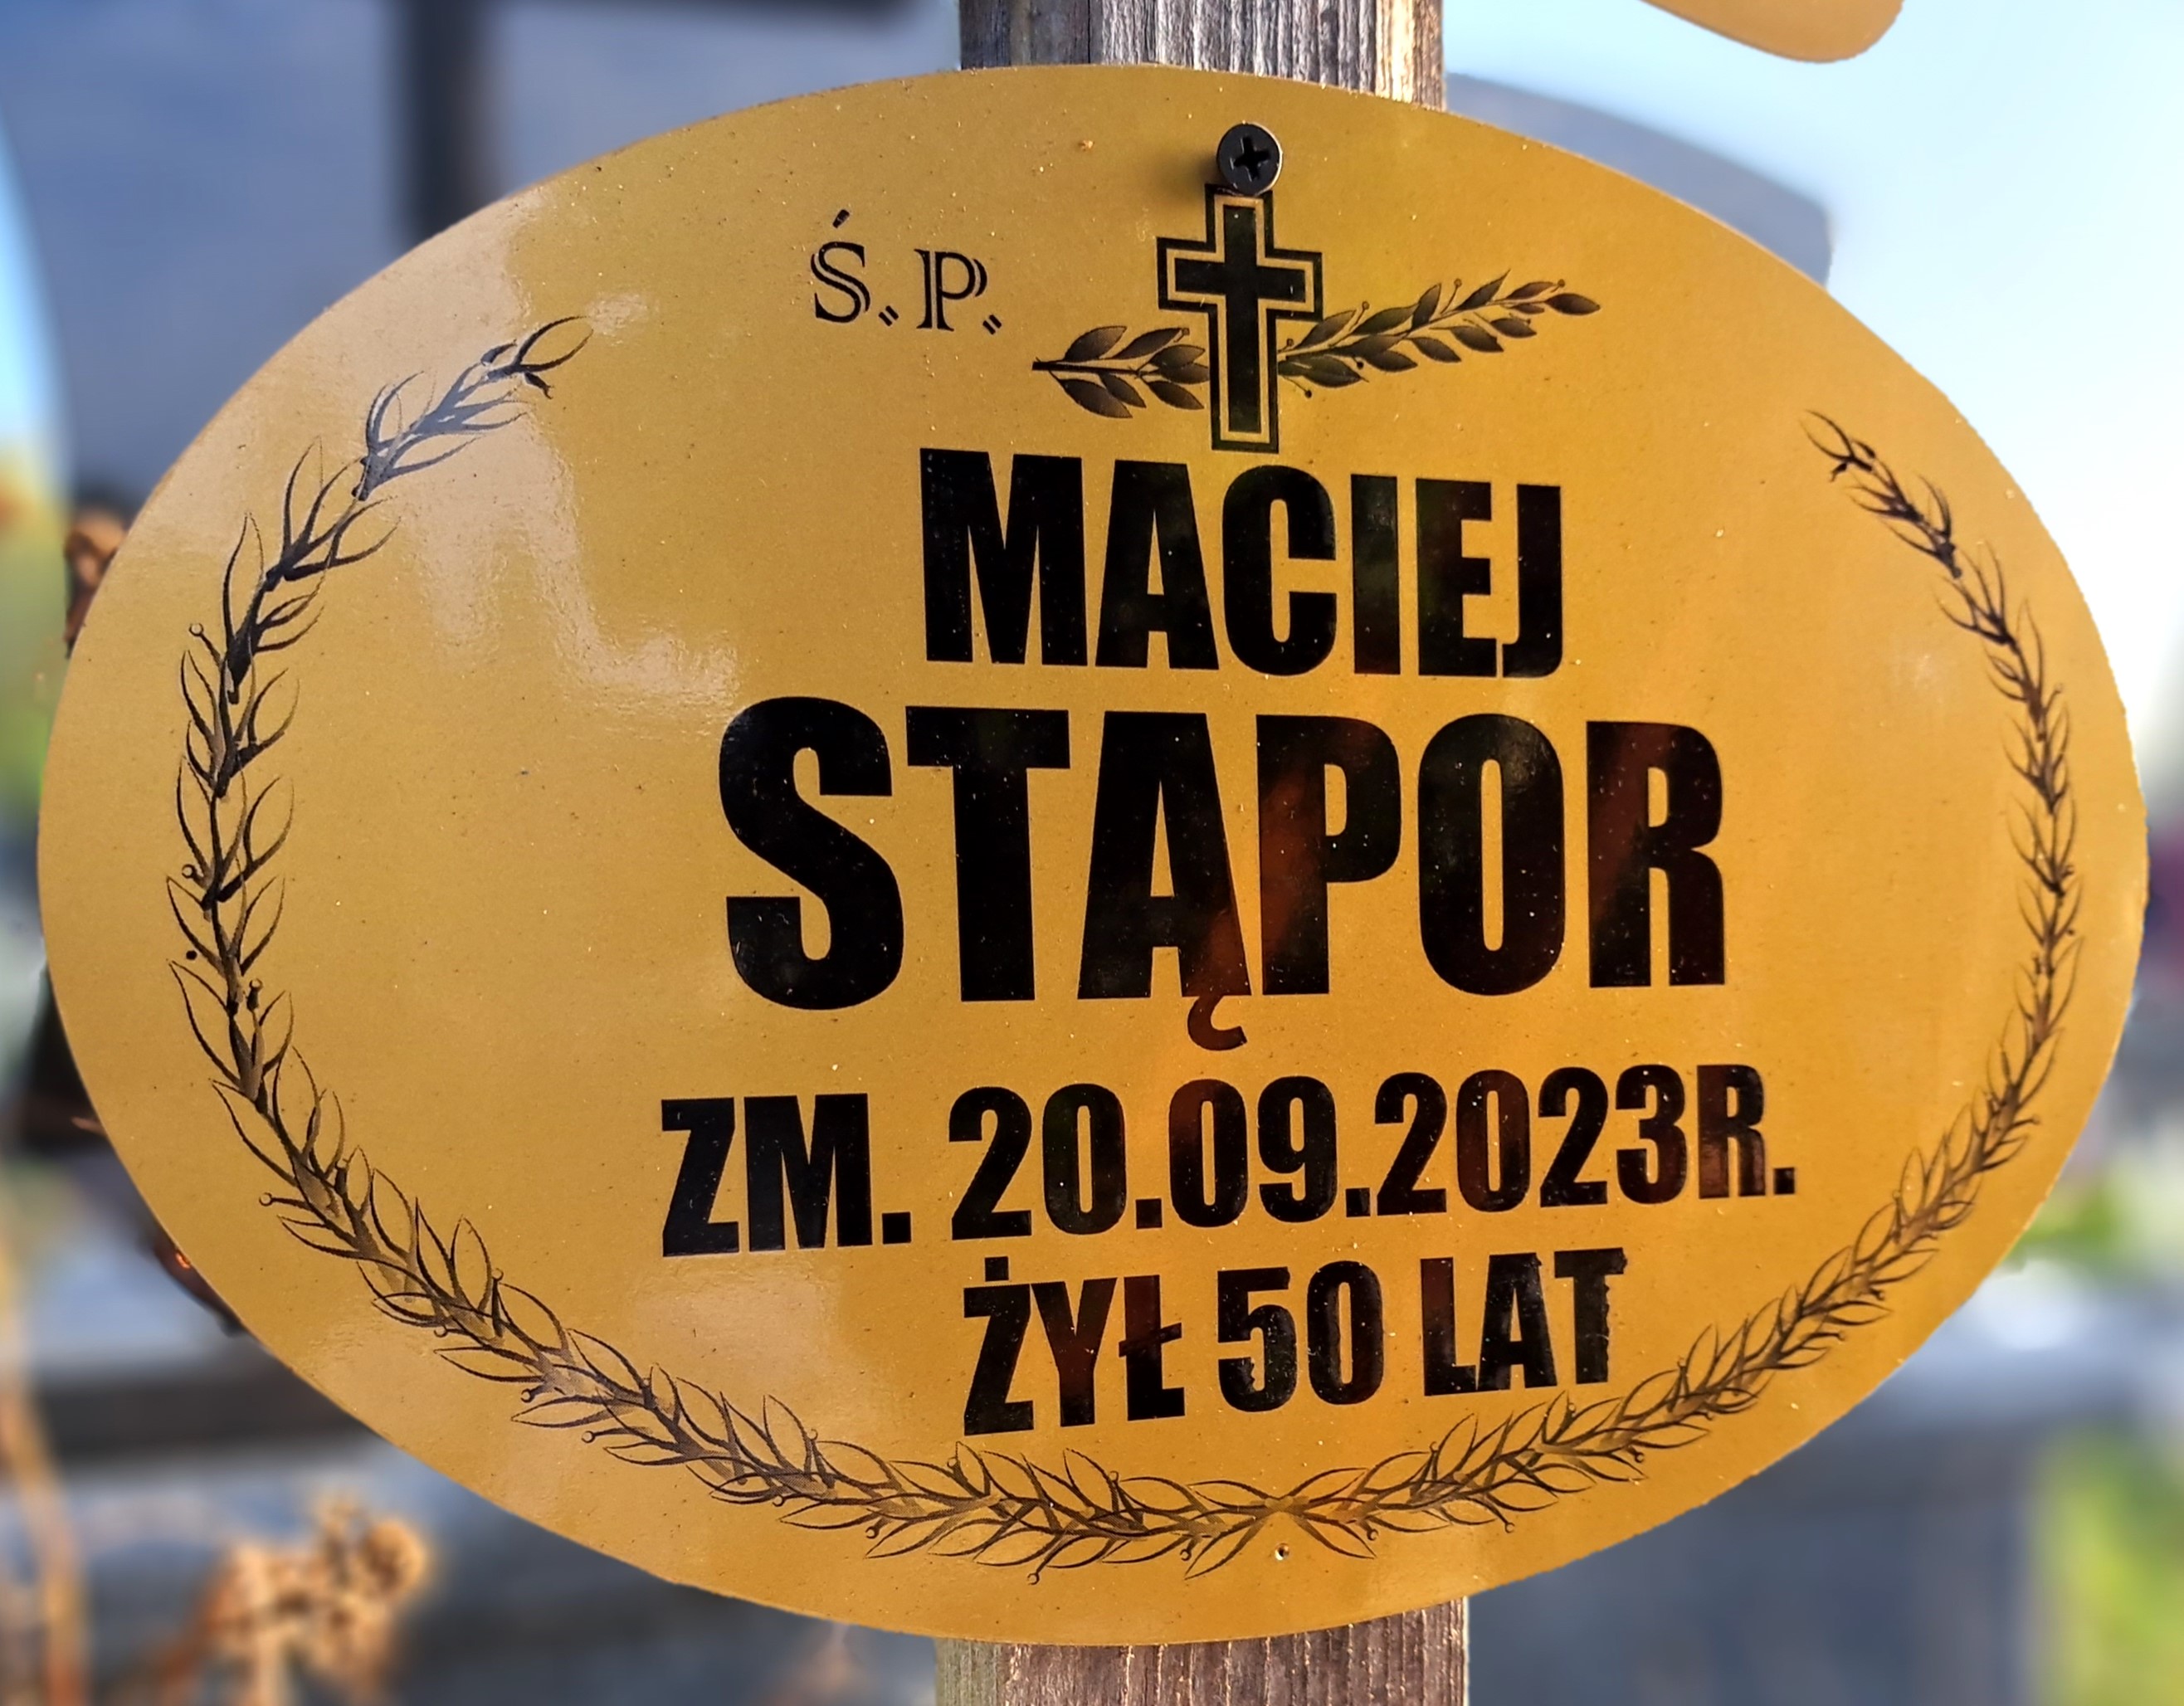 Ś. P.
MACIEJ
STĄPOR
ZM. 20.09.2023R.
ŻYŁ 50 LAT